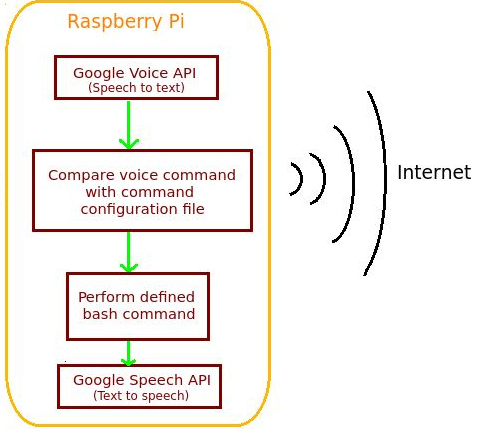 Raspberry Pi
Google Voice API
(Speech to text)
Compare voice command
with command
configuration file
Internet
Perform defined
bash command
Google Speech API
(Text to speech)